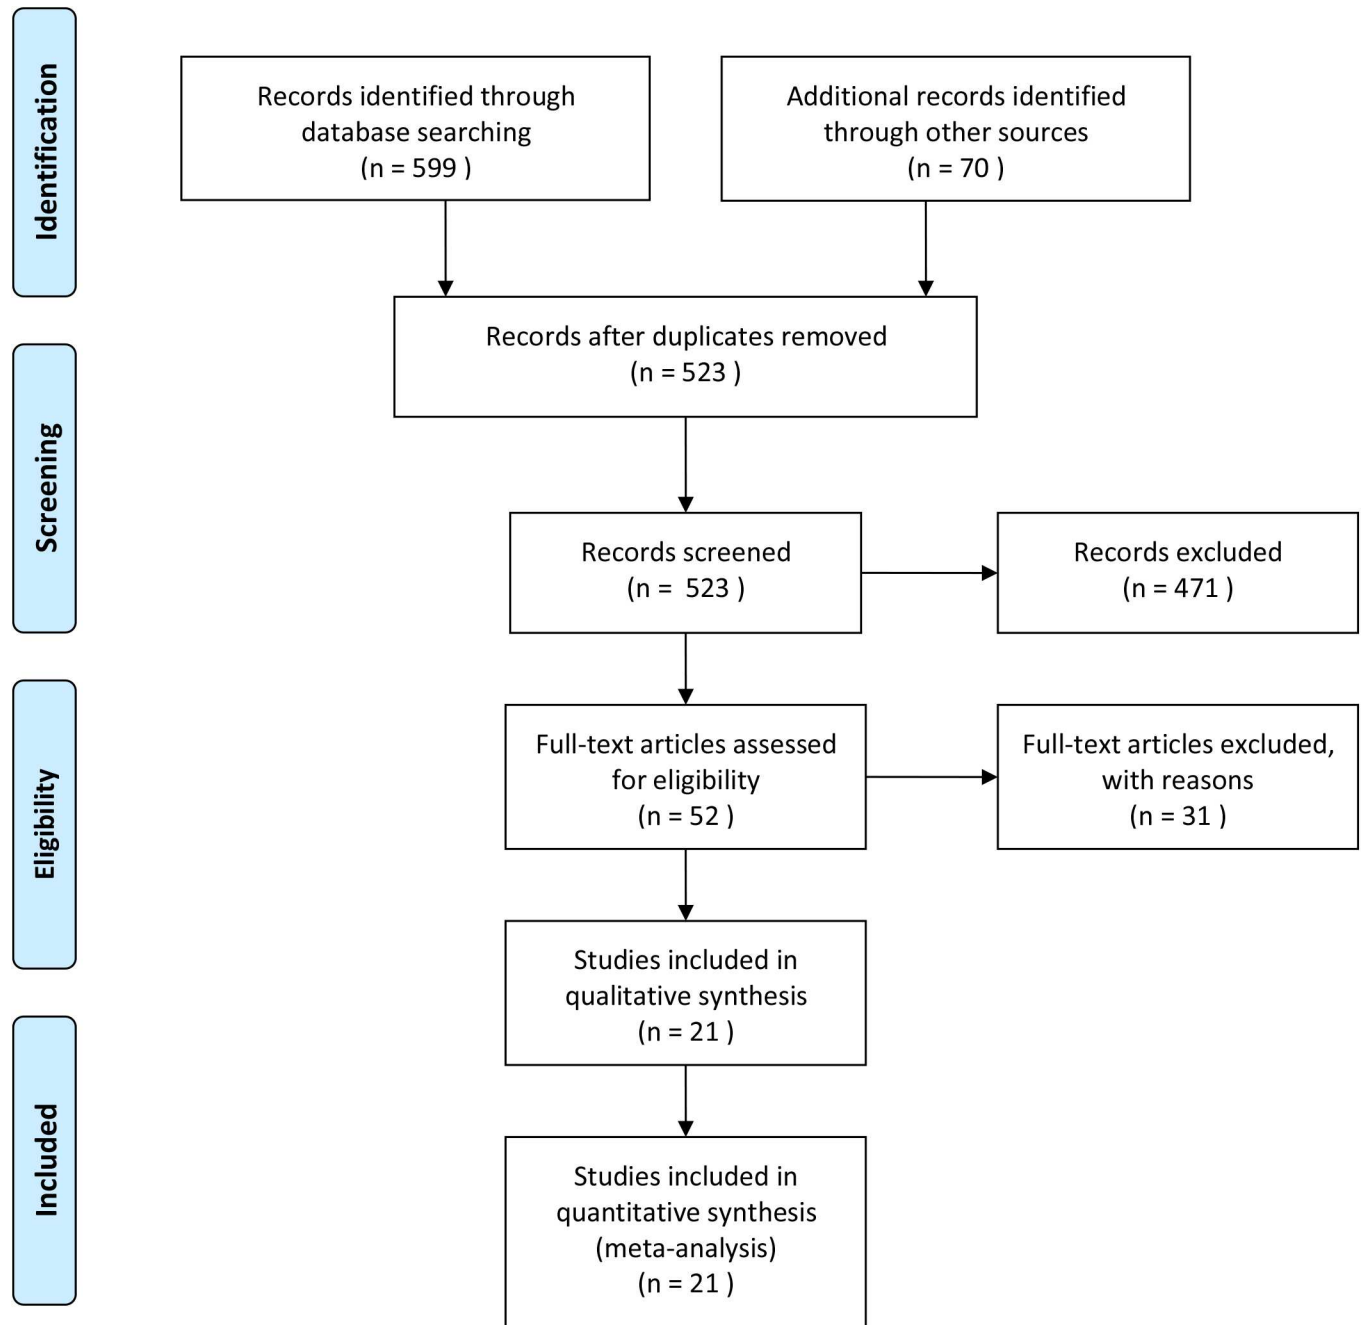 Identification
Records identified through
database searching
(n = 599 )
Additional records identified
through other sources
(n = 70 )
Records after duplicates removed
(n = 523 )
Screening
Records screened
(n =  523 )
Records excluded
(n = 471 )
Eligibility
Full-text articles assessed
for eligibility
(n = 52 )
Full-text articles excluded,
with reasons
(n = 31 )
Studies included in
qualitative synthesis
(n = 21 )
Included
Studies included in
quantitative synthesis
(meta-analysis)
(n = 21 )